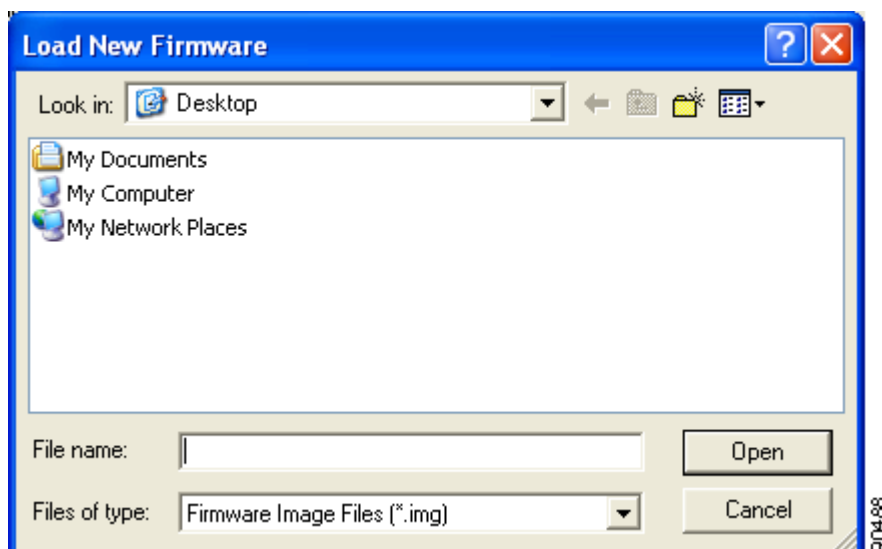 Load New Firmware
Look in: Desktop
My Documents
My Computer
My Network Places
File name:
Open
Files of type: Firmware Image Files (*.img)
Cancel